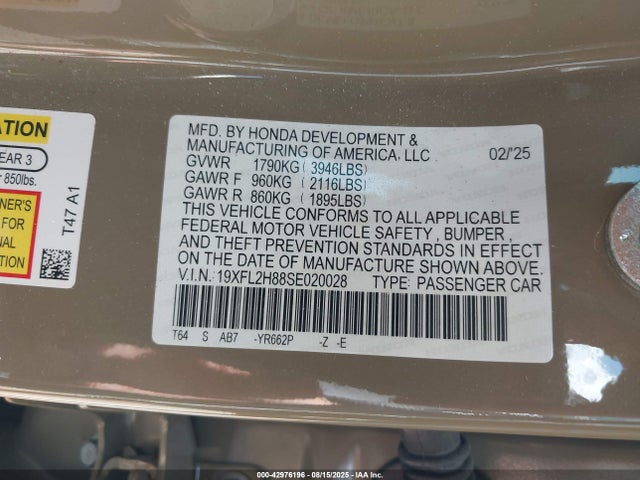 MFD. BY HONDA DEVELOPMENT &
MANUFACTURING OF AMERICA, LLC 02/'25
GVWR 1790KG ( 3946LBS)
GAWR F 960KG ( 2116LBS)
GAWR R 860KG ( 1895LBS)
THIS VEHICLE CONFORMS TO ALL APPLICABLE
FEDERAL MOTOR VEHICLE SAFETY , BUMPER ,
AND THEFT PREVENTION STANDARDS IN EFFECT
ON THE DATE OF MANUFACTURE SHOWN ABOVE.
V.I.N. 19XFL2H88SE020028 TYPE: PASSENGER CAR
T64 S AB7 -YR662P -Z -E
ATION
EAR 3
850lbs.
NER'S
FOR
NAL
TION
T47 A1
000-42976196 - 08/15/2025 - IAA Inc.